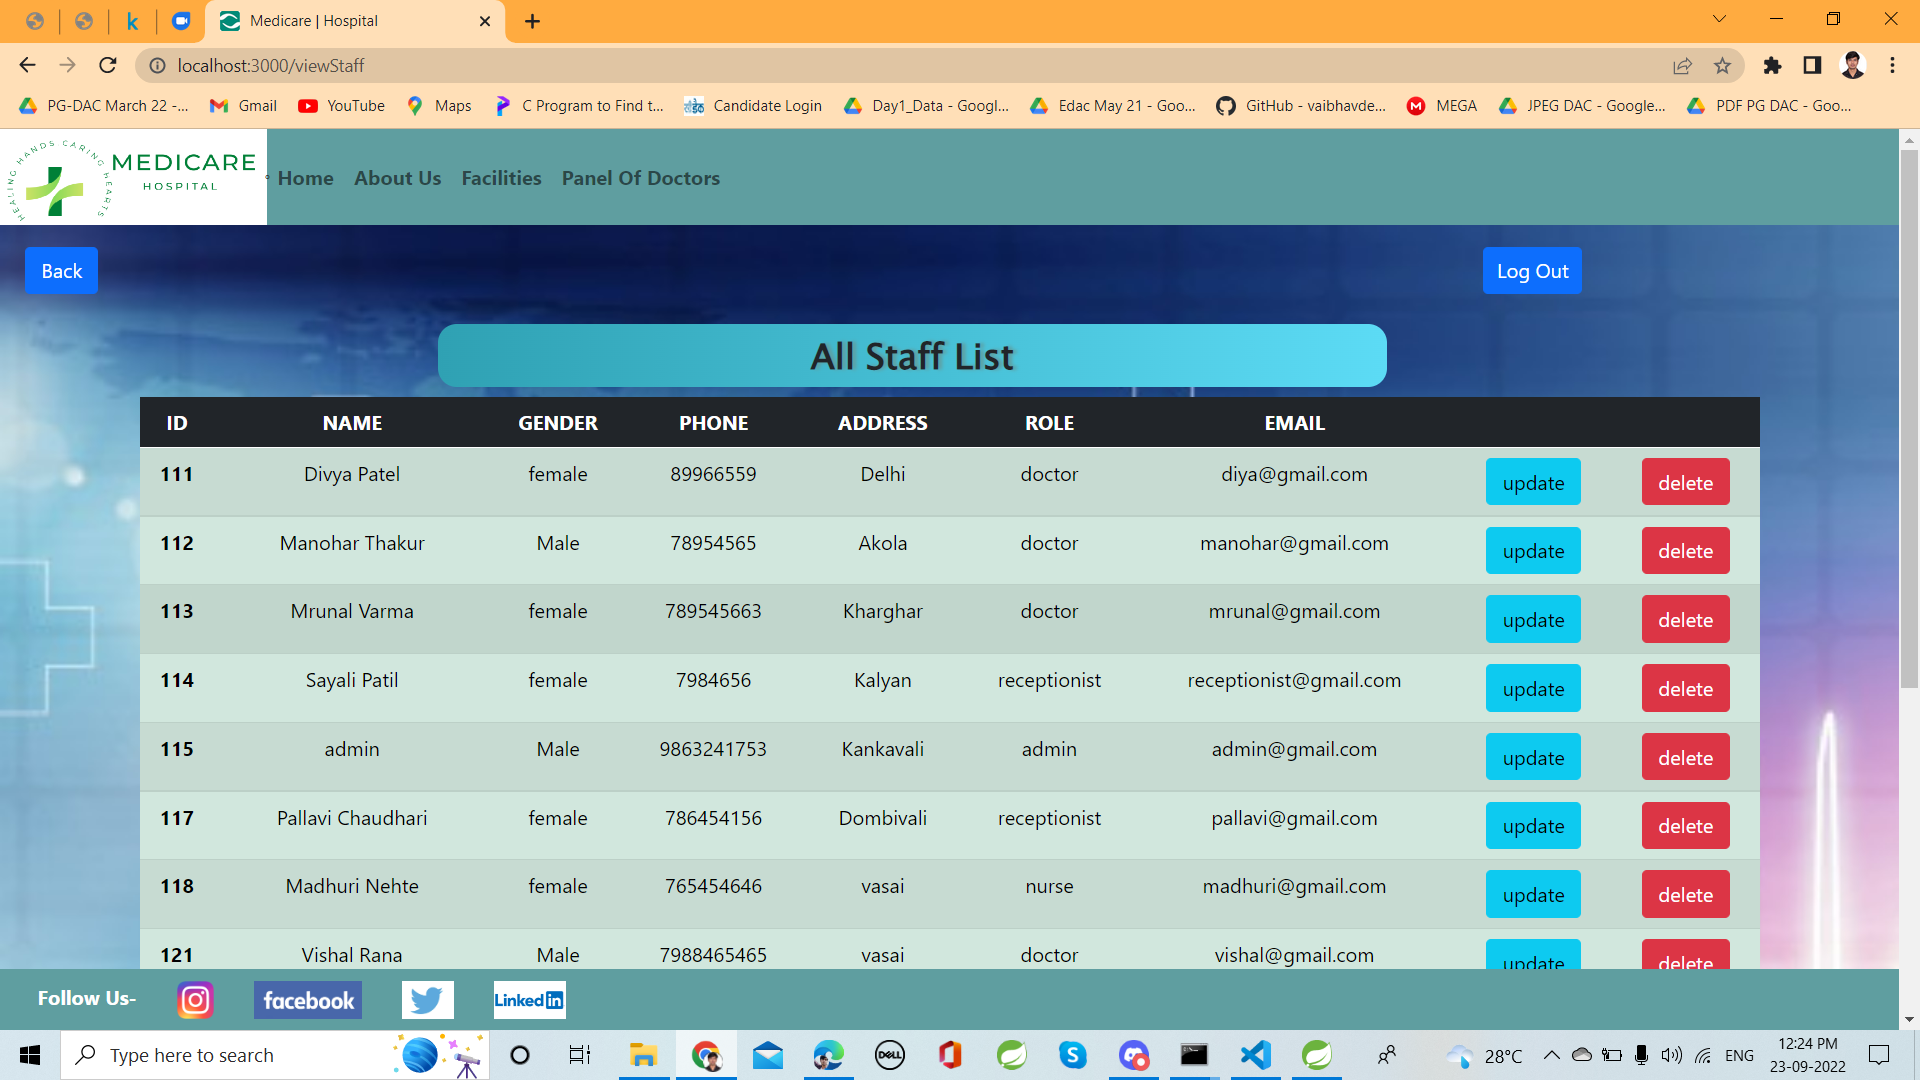 Medicare | Hospital
localhost:3000/viewStaff
PG-DAC March 22 -... Gmail YouTube Maps C Program to Find t... Candidate Login Day1_Data - Googl... Edac May 21 - Goo... GitHub - vaibhavde... MEGA JPEG DAC - Google... PDF PG DAC - Goo...
HEALING HANDS CARING HEARTS
MEDICARE
HOSPITAL
Home About Us Facilities Panel Of Doctors
Back Log Out
All Staff List
ID NAME GENDER PHONE ADDRESS ROLE EMAIL
111 Divya Patel female 89966559 Delhi doctor diya@gmail.com update delete
112 Manohar Thakur Male 78954565 Akola doctor manohar@gmail.com update delete
113 Mrunal Varma female 789545663 Kharghar doctor mrunal@gmail.com update delete
114 Sayali Patil female 7984656 Kalyan receptionist receptionist@gmail.com update delete
115 admin Male 9863241753 Kankavali admin admin@gmail.com update delete
117 Pallavi Chaudhari female 786454156 Dombivali receptionist pallavi@gmail.com update delete
118 Madhuri Nehte female 765454646 vasai nurse madhuri@gmail.com update delete
121 Vishal Rana Male 7988465465 vasai doctor vishal@gmail.com update delete
Follow Us- facebook Linked in
Type here to search DELL 28°C ENG 12:24 PM
23-09-2022